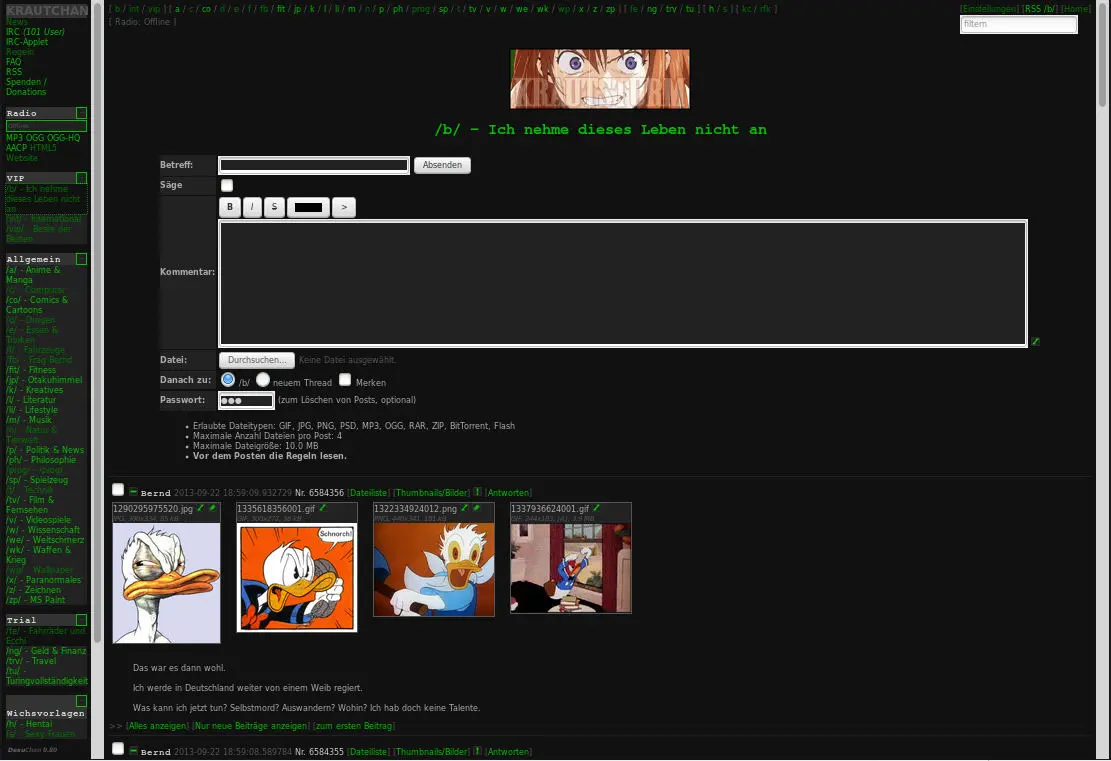 KRAUTCHAN
News
IRC (101 User)
IRC-Applet
Regeln
FAQ
RSS
Spenden /
Donations
Radio
Offline
MP3 OGG OGG-HQ
AACP HTML5
Website
VIP
/b/ - Ich nehme
dieses Leben nicht
an
/int/ - International
/vip/ - Beste der
Besten
Allgemein
/a/ - Anime &
Manga
/c/ - Computer
/co/ - Comics &
Cartoons
/d/ - Drogen
/e/ - Essen &
Trinken
/f/ - Fahrzeuge
/fb/ - Frag Bernd
/fit/ - Fitness
/jp/ - Otakuhimmel
/k/ - Kreatives
/l/ - Literatur
/li/ - Lifestyle
/m/ - Musik
/n/ - Natur &
Tierwelt
/p/ - Politik & News
/ph/ - Philosophie
/prog/ - /prog/
/sp/ - Spielzeug
/t/ - Technik
/tv/ - Film &
Fernsehen
/v/ - Videospiele
/w/ - Wissenschaft
/we/ - Weltschmerz
/wk/ - Waffen &
Krieg
/wp/ - Wallpaper
/x/ - Paranormales
/z/ - Zeichnen
/zp/ - MS Paint
Trial
/fe/ - Fahrräder und
Ecchi
/ng/ - Geld & Finanz
/trv/ - Travel
/tu/ -
Turingvollständigkeit
Wichsvorlagen
/h/ - Hentai
/s/ - Sexy Frauen
DesuChan 0.80
[ b / int / vip ] [ a / c / co / d / e / f / fb / fit / jp / k / l / li / m / n / p / ph / prog / sp / t / tv / v / w / we / wk / wp / x / z / zp ] [ fe / ng / trv / tu ] [ h / s ] [ kc / rfk ]
[Einstellungen] [RSS /b/] [Home]
[ Radio: Offline ]
filtern
KRAUTSTURM
/b/ – Ich nehme dieses Leben nicht an
Betreff:
Absenden
Säge
B I S >
Kommentar:
Datei:
Durchsuchen... Keine Datei ausgewählt.
Danach zu:
/b/ neuem Thread Merken
Passwort:
(zum Löschen von Posts, optional)
• Erlaubte Dateitypen: GIF, JPG, PNG, PSD, MP3, OGG, RAR, ZIP, BitTorrent, Flash
• Maximale Anzahl Dateien pro Post: 4
• Maximale Dateigröße: 10.0 MB
• Vor dem Posten die Regeln lesen.
Bernd 2013-09-22 18:59:09.932729 Nr. 6584356 [Dateiliste] [Thumbnails/Bilder] ! [Antworten]
1290295975520.jpg
1335618356001.gif
1322334924012.png
1337936624001.gif
Schnorch!
Das war es dann wohl.
Ich werde in Deutschland weiter von einem Weib regiert.
Was kann ich jetzt tun? Selbstmord? Auswandern? Wohin? Ich hab doch keine Talente.
>> [Alles anzeigen] [Nur neue Beiträge anzeigen] [zum ersten Beitrag]
Bernd 2013-09-22 18:59:08.589784 Nr. 6584355 [Dateiliste] [Thumbnails/Bilder] ! [Antworten]